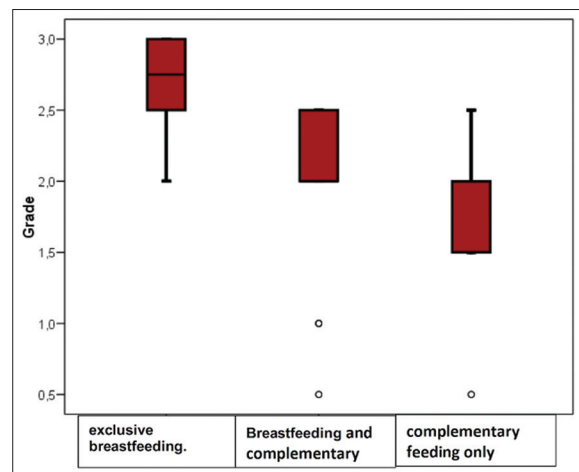 Grade
3,0
2,5
2,0
1,5
1,0
0,5
exclusive
breastfeeding.
Breastfeeding and
complementary
complementary
feeding only